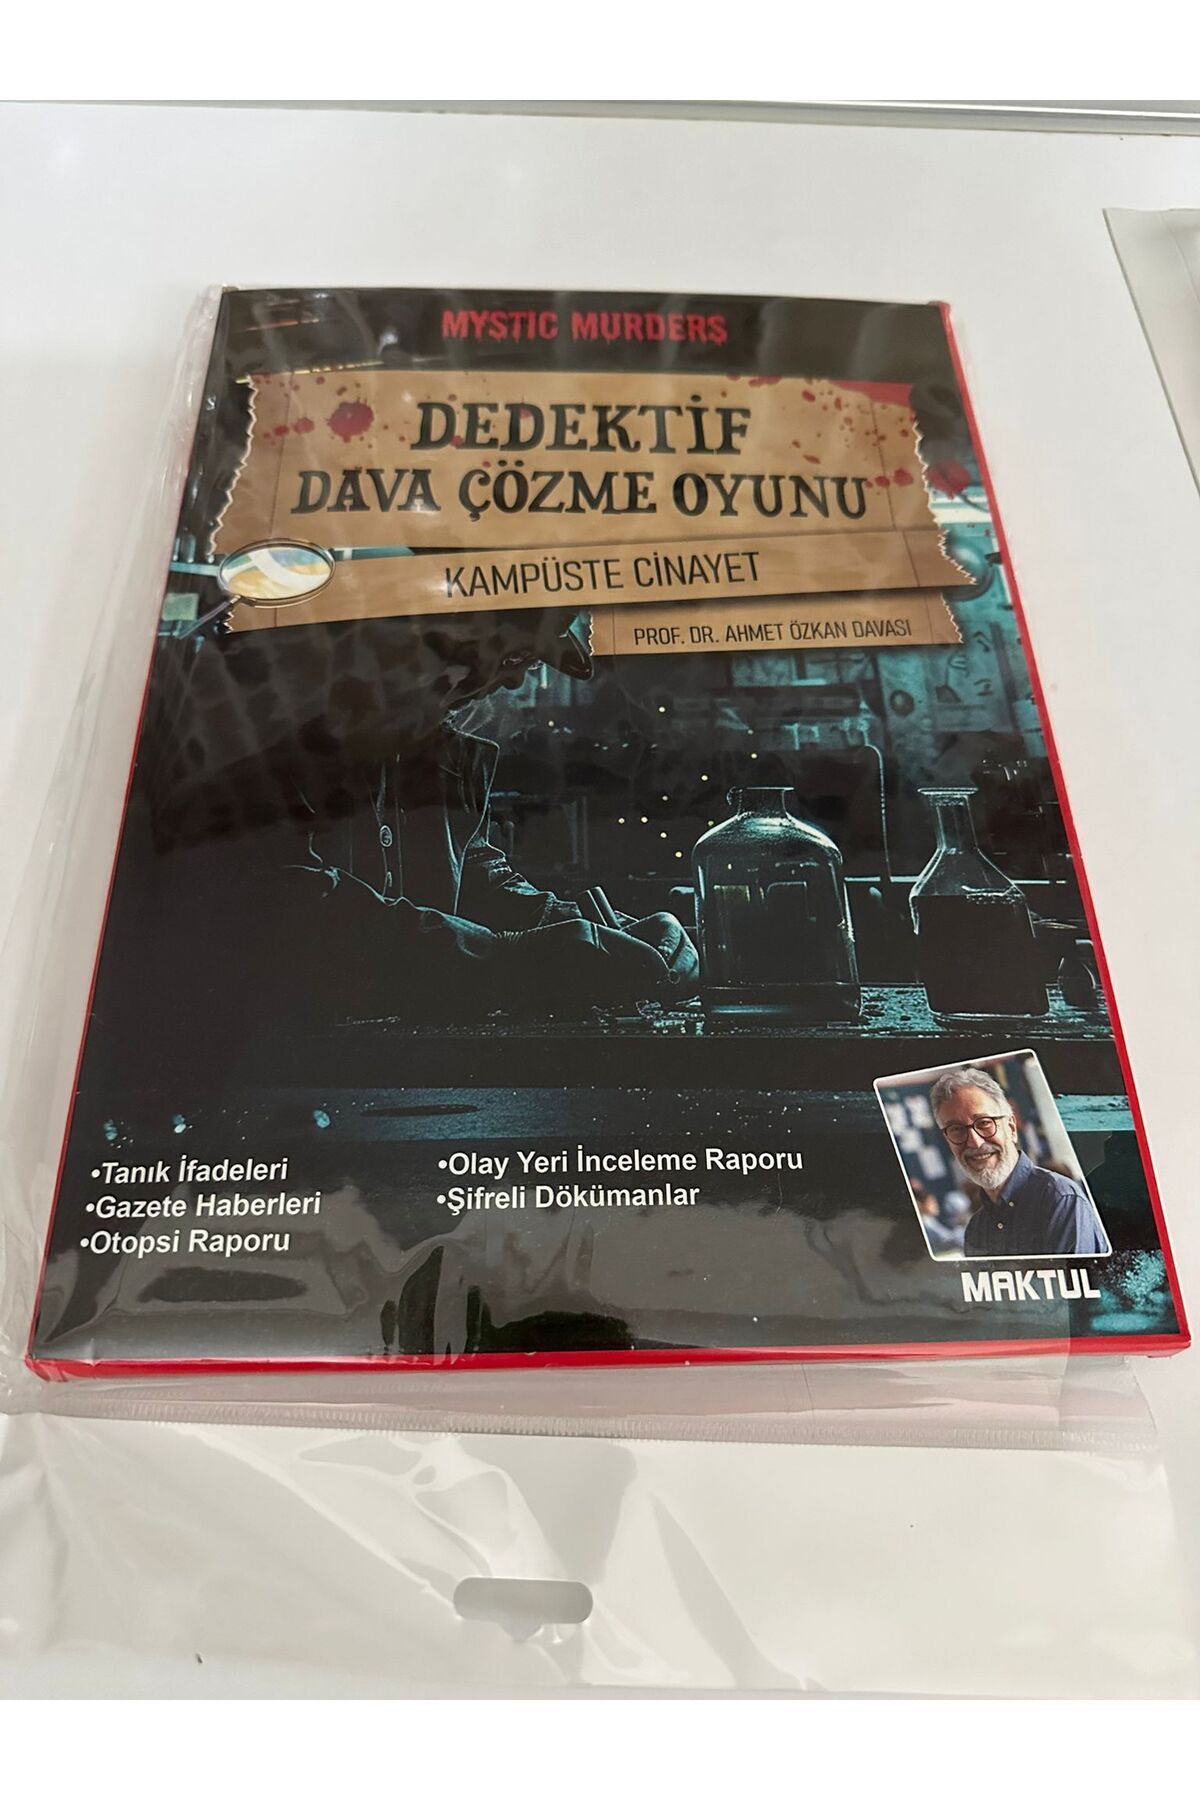 MYSTIC MURDERS
DEDEKTİF
DAVA ÇÖZME OYUNU
KAMPÜSTE CİNAYET
PROF. DR. AHMET ÖZKAN DAVASI
•Tanık İfadeleri
•Gazete Haberleri
•Otopsi Raporu
•Olay Yeri İnceleme Raporu
•Şifreli Dökümanlar
MAKTUL